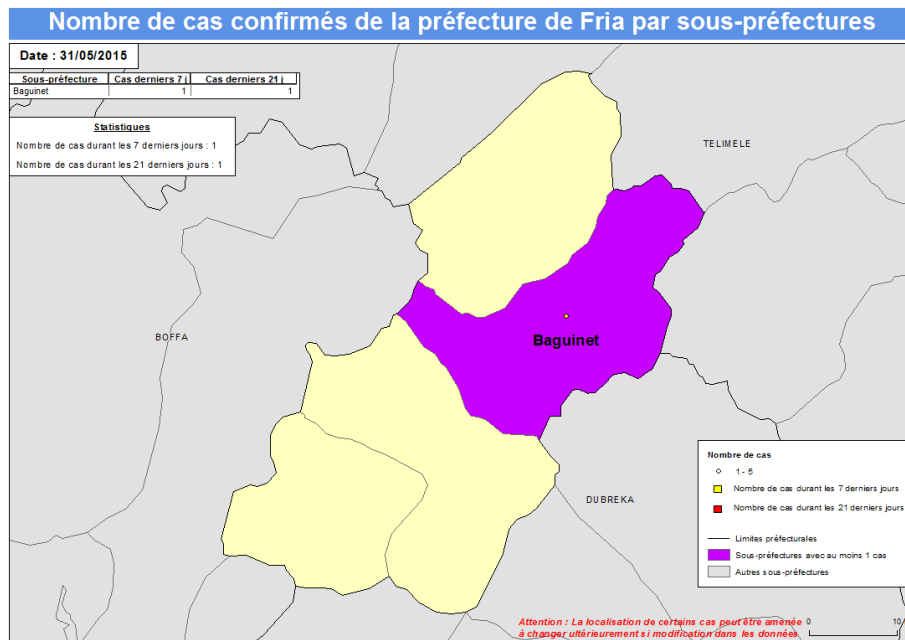 Nombre de cas confirmés de la préfecture de Fria par sous-préfectures
Date : 31/05/2015
Sous-préfecture Cas derniers 7 j Cas derniers 21 j
Baguinet 1 1
Statistiques
Nombre de cas durant les 7 derniers jours : 1
Nombre de cas durant les 21 derniers jours : 1
TELIMELE
BOFFA
Baguinet
DUBREKA
Nombre de cas
1 - 5
Nombre de cas durant les 7 derniers jours
Nombre de cas durant les 21 derniers jours
Limites préfecturales
Sous-préfectures avec au moins 1 cas
Autres sous-préfectures
Attention : La localisation de certains cas peut être amenée
à changer ultérieurement si modification dans les données
0 10